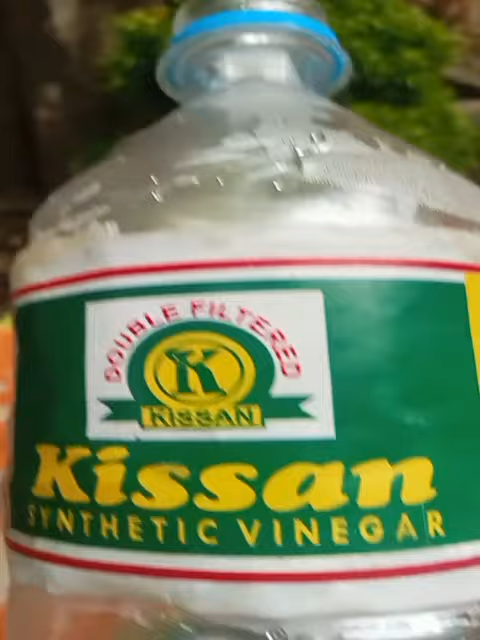 DOUBLE FILTERED
K
KISSAN
Kissan
SYNTHETIC VINEGAR